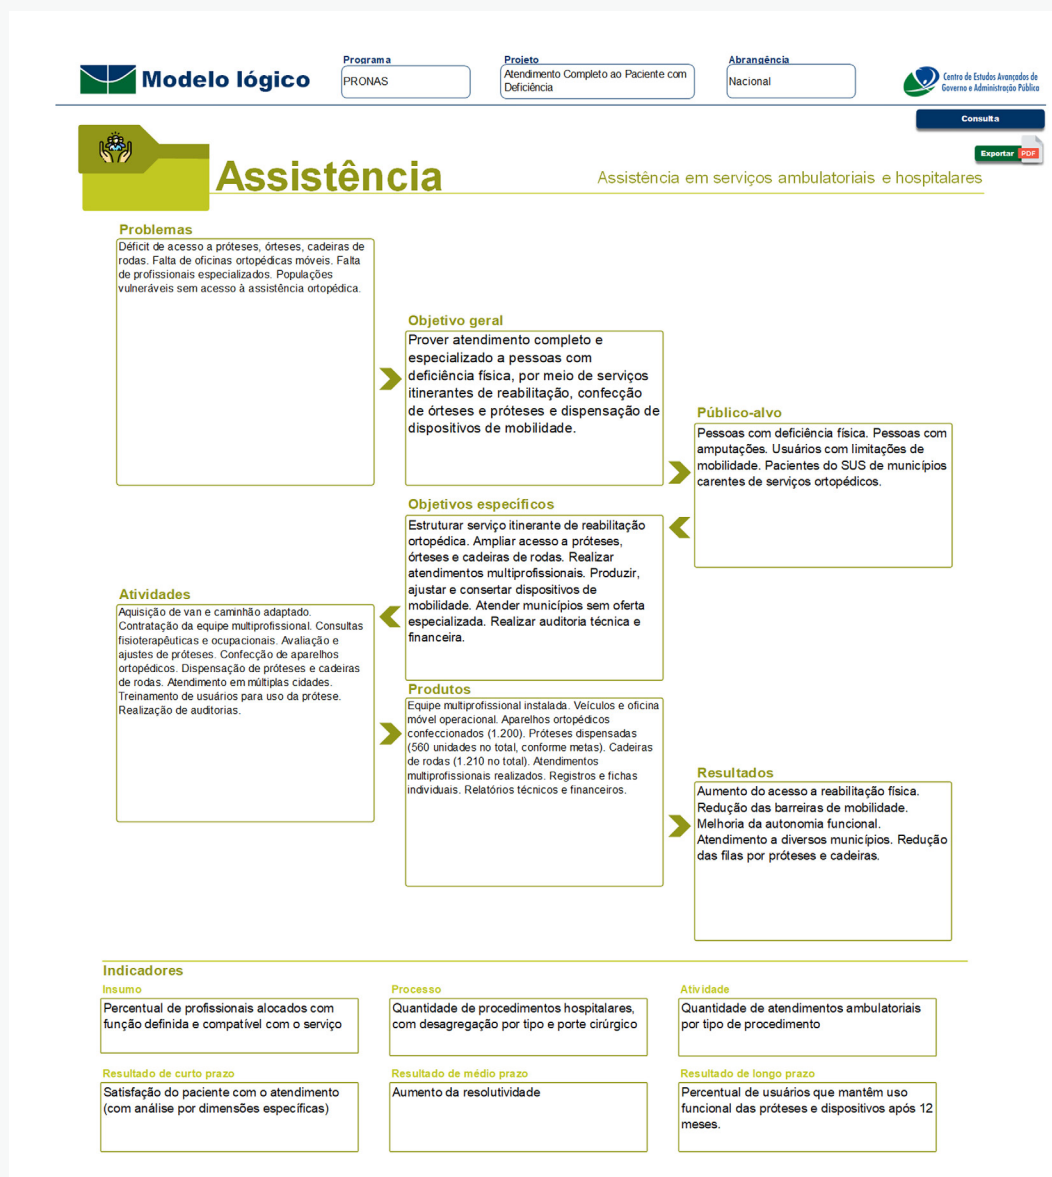 Modelo lógico
Programa
PRONAS
Projeto
Atendimento Completo ao Paciente com
Deficiência
Abrangência
Nacional
Centro de Estudos Avançados de
Governo e Administração Pública
Consulta
Exportar PDF
Assistência
Assistência em serviços ambulatoriais e hospitalares
Problemas
Déficit de acesso a próteses, órteses, cadeiras de
rodas. Falta de oficinas ortopédicas móveis. Falta
de profissionais especializados. Populações
vulneráveis sem acesso à assistência ortopédica.
Objetivo geral
Prover atendimento completo e
especializado a pessoas com
deficiência física, por meio de serviços
itinerantes de reabilitação, confecção
de órteses e próteses e dispensação de
dispositivos de mobilidade.
Público-alvo
Pessoas com deficiência física. Pessoas com
amputações. Usuários com limitações de
mobilidade. Pacientes do SUS de municípios
carentes de serviços ortopédicos.
Objetivos específicos
Estruturar serviço itinerante de reabilitação
ortopédica. Ampliar acesso a próteses,
órteses e cadeiras de rodas. Realizar
atendimentos multiprofissionais. Produzir,
ajustar e consertar dispositivos de
mobilidade. Atender municípios sem oferta
especializada. Realizar auditoria técnica e
financeira.
Atividades
Aquisição de van e caminhão adaptado.
Contratação da equipe multiprofissional. Consultas
fisioterapêuticas e ocupacionais. Avaliação e
ajustes de próteses. Confecção de aparelhos
ortopédicos. Dispensação de próteses e cadeiras
de rodas. Atendimento em múltiplas cidades.
Treinamento de usuários para uso da prótese.
Realização de auditorias.
Produtos
Equipe multiprofissional instalada. Veículos e oficina
móvel operacional. Aparelhos ortopédicos
confeccionados (1.200). Próteses dispensadas
(560 unidades no total, conforme metas). Cadeiras
de rodas (1.210 no total). Atendimentos
multiprofissionais realizados. Registros e fichas
individuais. Relatórios técnicos e financeiros.
Resultados
Aumento do acesso a reabilitação física.
Redução das barreiras de mobilidade.
Melhoria da autonomia funcional.
Atendimento a diversos municípios. Redução
das filas por próteses e cadeiras.
Indicadores
Insumo
Percentual de profissionais alocados com
função definida e compatível com o serviço
Processo
Quantidade de procedimentos hospitalares,
com desagregação por tipo e porte cirúrgico
Atividade
Quantidade de atendimentos ambulatoriais
por tipo de procedimento
Resultado de curto prazo
Satisfação do paciente com o atendimento
(com análise por dimensões específicas)
Resultado de médio prazo
Aumento da resolutividade
Resultado de longo prazo
Percentual de usuários que mantêm uso
funcional das próteses e dispositivos após 12
meses.